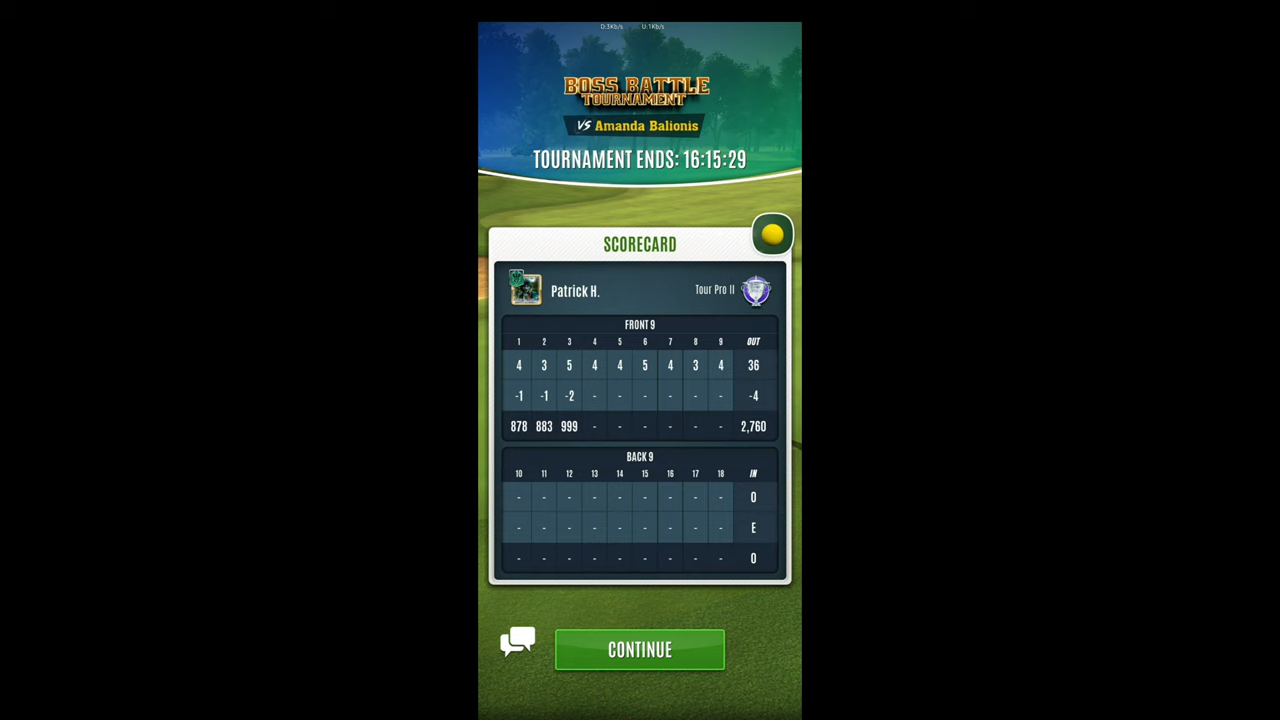 D:3Kb/s U:1Kb/s
BOSS BATTLE
TOURNAMENT
VS Amanda Balionis
TOURNAMENT ENDS: 16:15:29
SCORECARD
Patrick H. Tour Pro II
FRONT 9
1 2 3 4 5 6 7 8 9 OUT
4 3 5 4 4 5 4 3 4 36
-1 -1 -2 - - - - - - -4
878 883 999 - - - - - - 2,760
BACK 9
10 11 12 13 14 15 16 17 18 IN
- - - - - - - - - 0
- - - - - - - - - E
- - - - - - - - - 0
CONTINUE